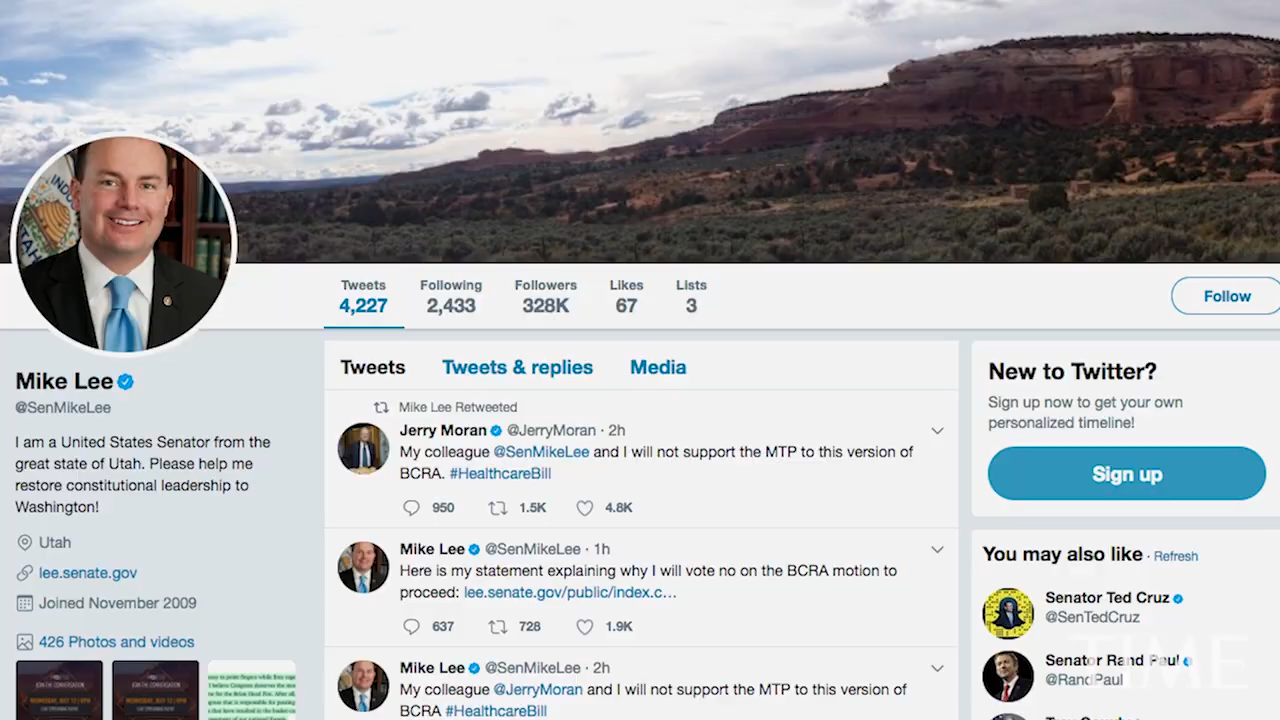 Tweets Following Followers Likes Lists
4,227 2,433 328K 67 3
Follow
Mike Lee
@SenMikeLee
I am a United States Senator from the
great state of Utah. Please help me
restore constitutional leadership to
Washington!
Utah
lee.senate.gov
Joined November 2009
426 Photos and videos
JOIN THE CONVERSATION
JOIN THE CONVERSATION
Tweets Tweets & replies Media
Mike Lee Retweeted
Jerry Moran @JerryMoran · 2h
My colleague @SenMikeLee and I will not support the MTP to this version of
BCRA. #HealthcareBill
950 1.5K 4.8K
Mike Lee @SenMikeLee · 1h
Here is my statement explaining why I will vote no on the BCRA motion to
proceed: lee.senate.gov/public/index.c...
637 728 1.9K
Mike Lee @SenMikeLee · 2h
My colleague @JerryMoran and I will not support the MTP to this version of
BCRA #HealthcareBill
New to Twitter?
Sign up now to get your own
personalized timeline!
Sign up
You may also like · Refresh
Senator Ted Cruz
@SenTedCruz
Senator Rand Paul
@RandPaul
TIME